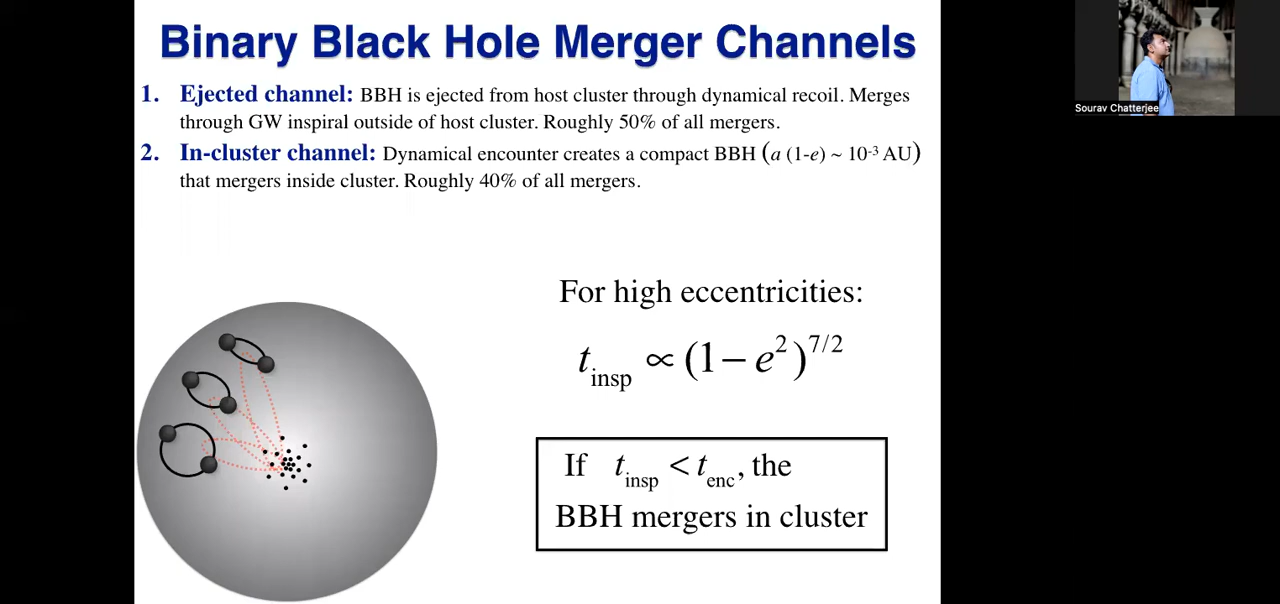 Binary Black Hole Merger Channels
1. Ejected channel: BBH is ejected from host cluster through dynamical recoil. Merges
through GW inspiral outside of host cluster. Roughly 50% of all mergers.
2. In-cluster channel: Dynamical encounter creates a compact BBH (a (1-e) ~ 10⁻³ AU)
that mergers inside cluster. Roughly 40% of all mergers.
For high eccentricities:
t_insp ∝ (1 − e²)^7/2
If t_insp < t_enc, the
BBH mergers in cluster
Sourav Chatterjee